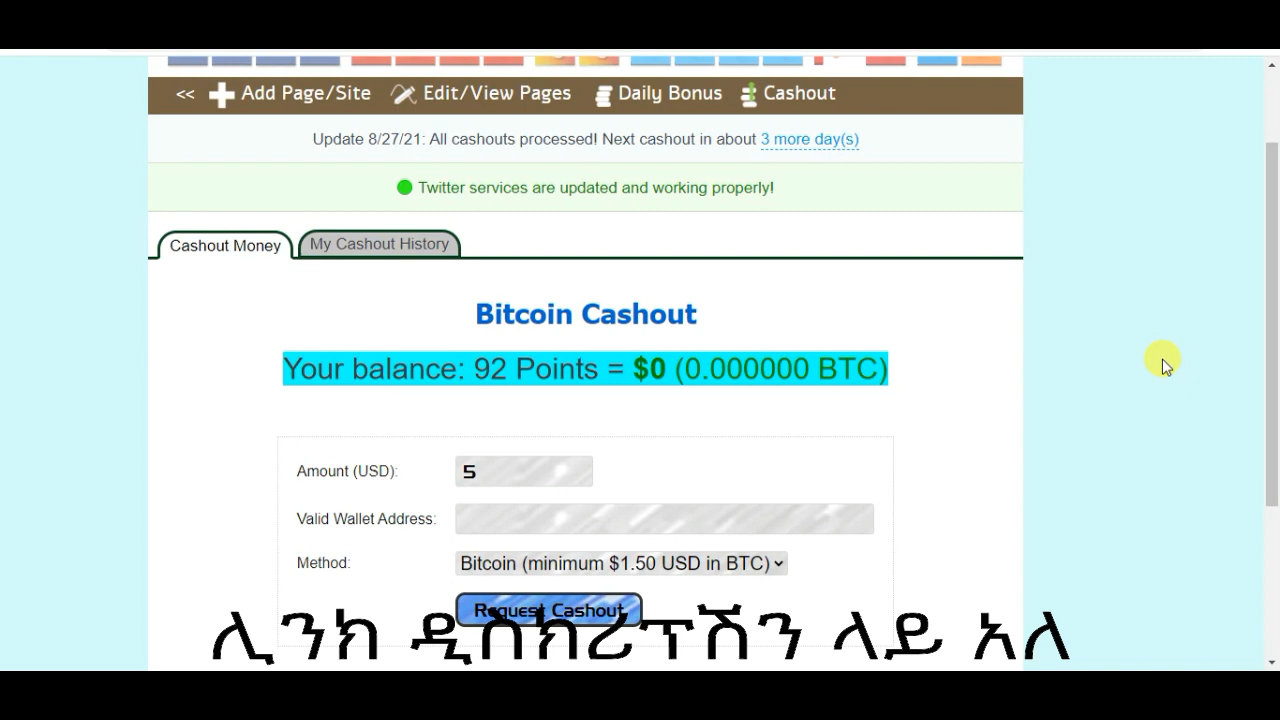 << Add Page/Site Edit/View Pages Daily Bonus Cashout
Update 8/27/21: All cashouts processed! Next cashout in about 3 more day(s)
Twitter services are updated and working properly!
Cashout Money My Cashout History
Bitcoin Cashout
Your balance: 92 Points = $0 (0.000000 BTC)
Amount (USD): 5
Valid Wallet Address:
Method: Bitcoin (minimum $1.50 USD in BTC)
Request Cashout
ሊንክ ዲስክሪፕሽን ላይ አለ